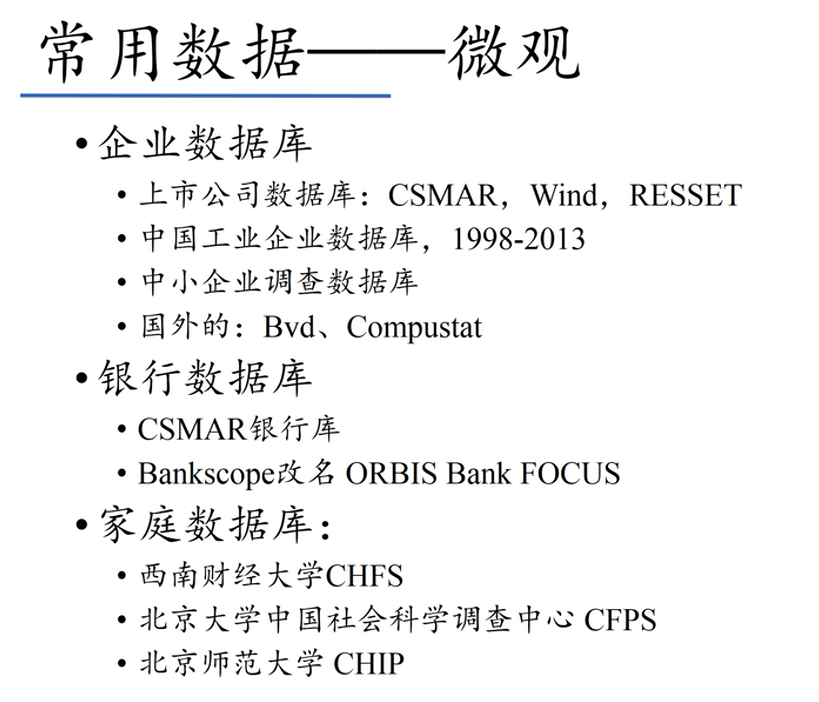 常用数据——微观
• 企业数据库
• 上市公司数据库：CSMAR，Wind，RESSET
• 中国工业企业数据库，1998-2013
• 中小企业调查数据库
• 国外的：Bvd、Compustat
• 银行数据库
• CSMAR银行库
• Bankscope改名 ORBIS Bank FOCUS
• 家庭数据库：
• 西南财经大学CHFS
• 北京大学中国社会科学调查中心 CFPS
• 北京师范大学 CHIP